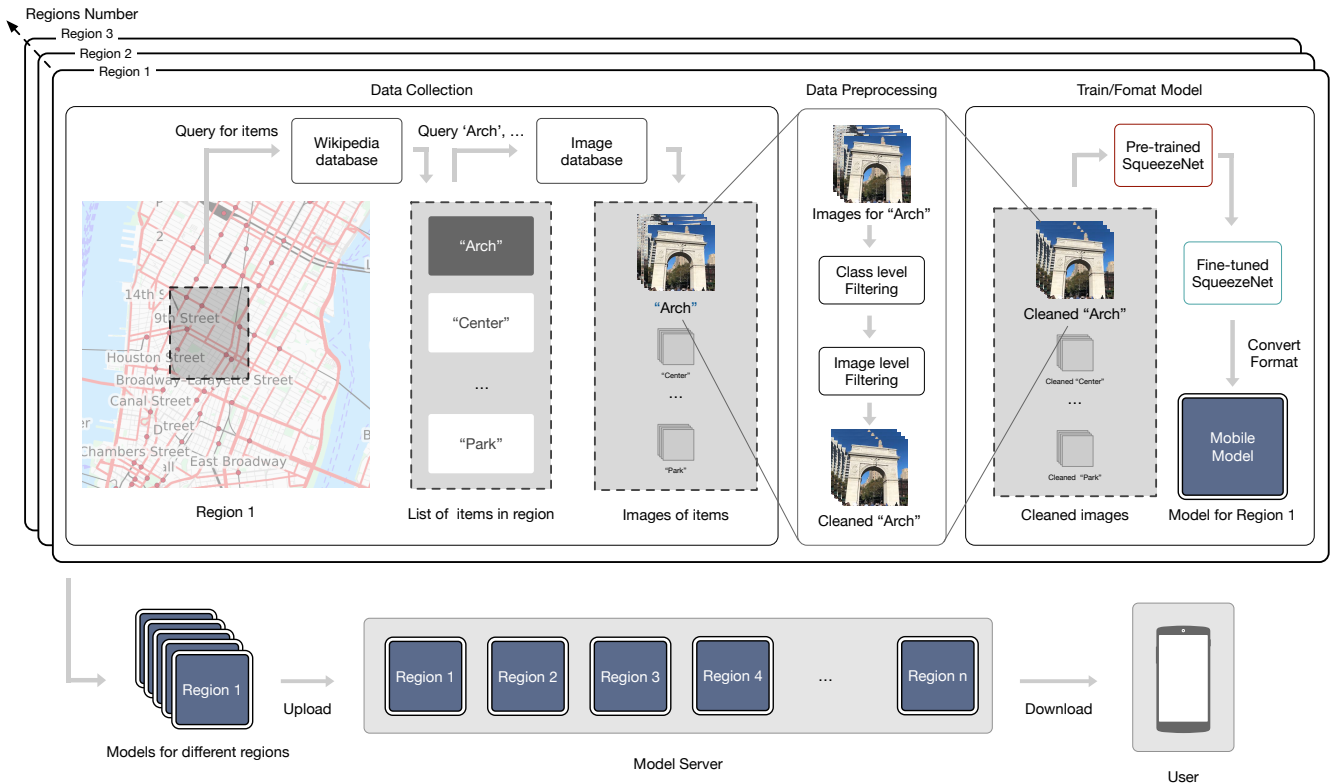 Regions Number
Region 3
Region 2
Region 1
Data Collection
Data Preprocessing
Train/Fomat Model
Query for items
Wikipedia
database
Query ‘Arch’, ...
Image
database
14th S
9th Street
Houston Street
Broadway-Lafayette Street
Canal Street
Street
Chambers Street
all
East Broadway
Region 1
“Arch”
“Center”
...
“Park”
List of items in region
“Arch”
“Center”
...
“Park”
Images of items
Images for “Arch”
Class level
Filtering
Image level
Filtering
Cleaned “Arch”
Pre-trained
SqueezeNet
Cleaned “Arch”
Cleaned “Center”
...
Cleaned “Park”
Cleaned images
Fine-tuned
SqueezeNet
Convert
Format
Mobile
Model
Model for Region 1
Region 1
Models for different regions
Upload
Region 1
Region 2
Region 3
Region 4
...
Region n
Model Server
Download
User